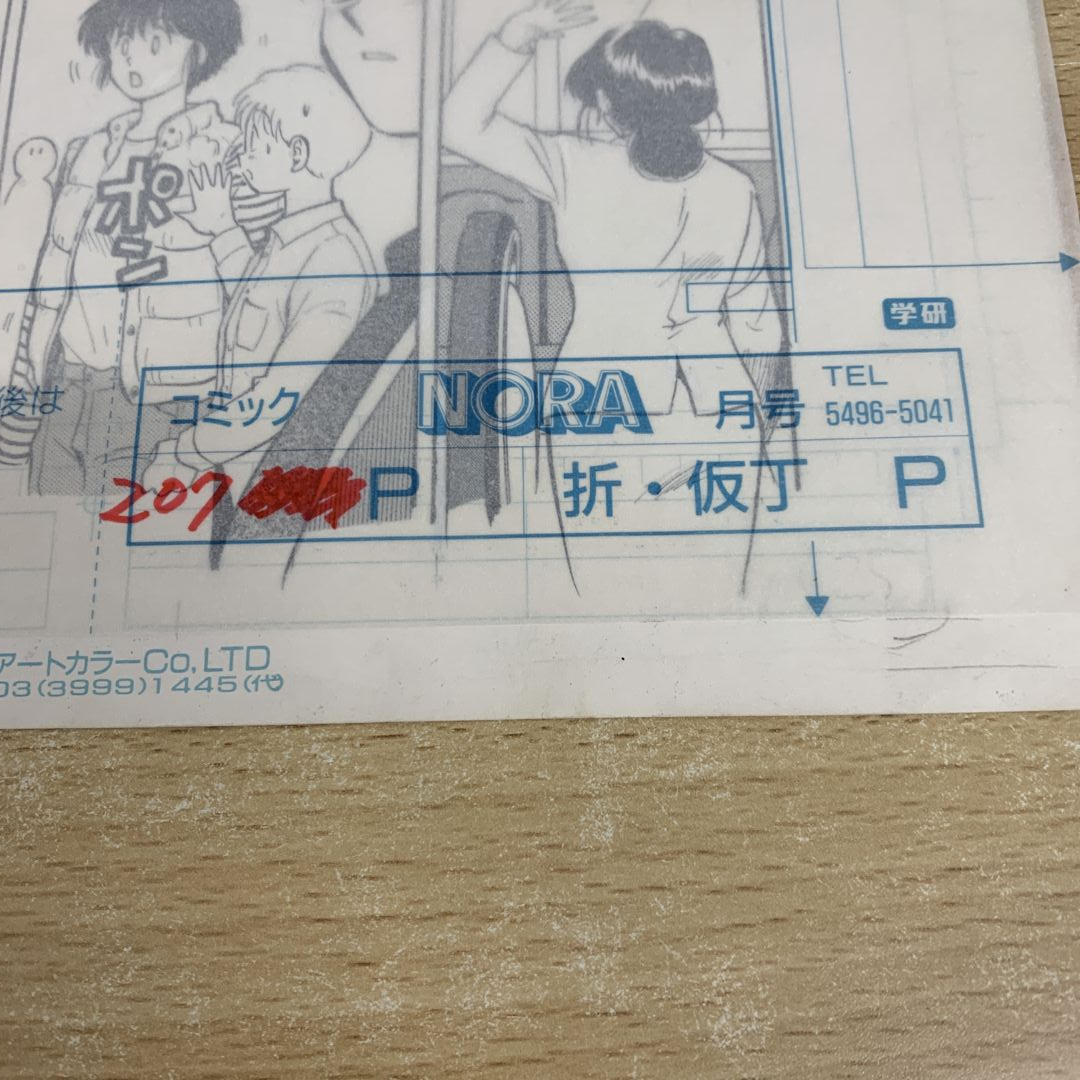 ポン
学研
後は
コミック NORA 月号 TEL 5496-5041
207 P 折・仮丁 P
アートカラーCo,LTD
03(3999)1445(代